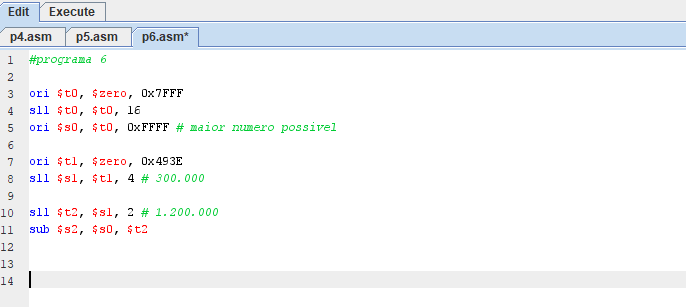 Edit Execute
p4.asm p5.asm p6.asm*
1 #programa 6
2
3 ori $t0, $zero, 0x7FFF
4 sll $t0, $t0, 16
5 ori $s0, $t0, 0xFFFF # maior numero possivel
6
7 ori $t1, $zero, 0x493E
8 sll $s1, $t1, 4 # 300.000
9
10 sll $t2, $s1, 2 # 1.200.000
11 sub $s2, $s0, $t2
12
13
14